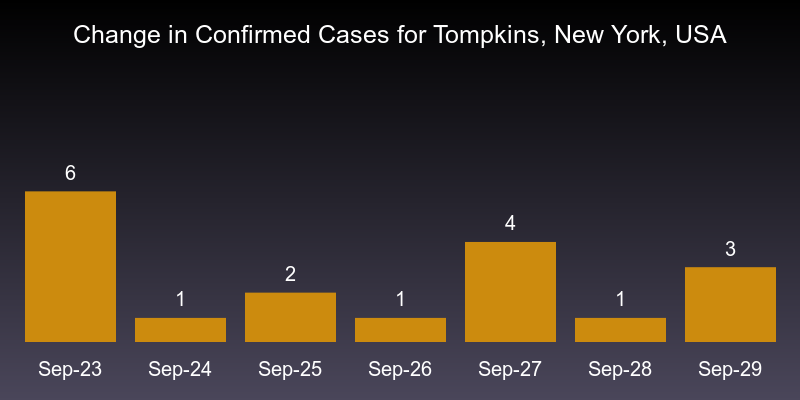 Change in Confirmed Cases for Tompkins, New York, USA
6
1
2
1
4
1
3
Sep-23
Sep-24
Sep-25
Sep-26
Sep-27
Sep-28
Sep-29